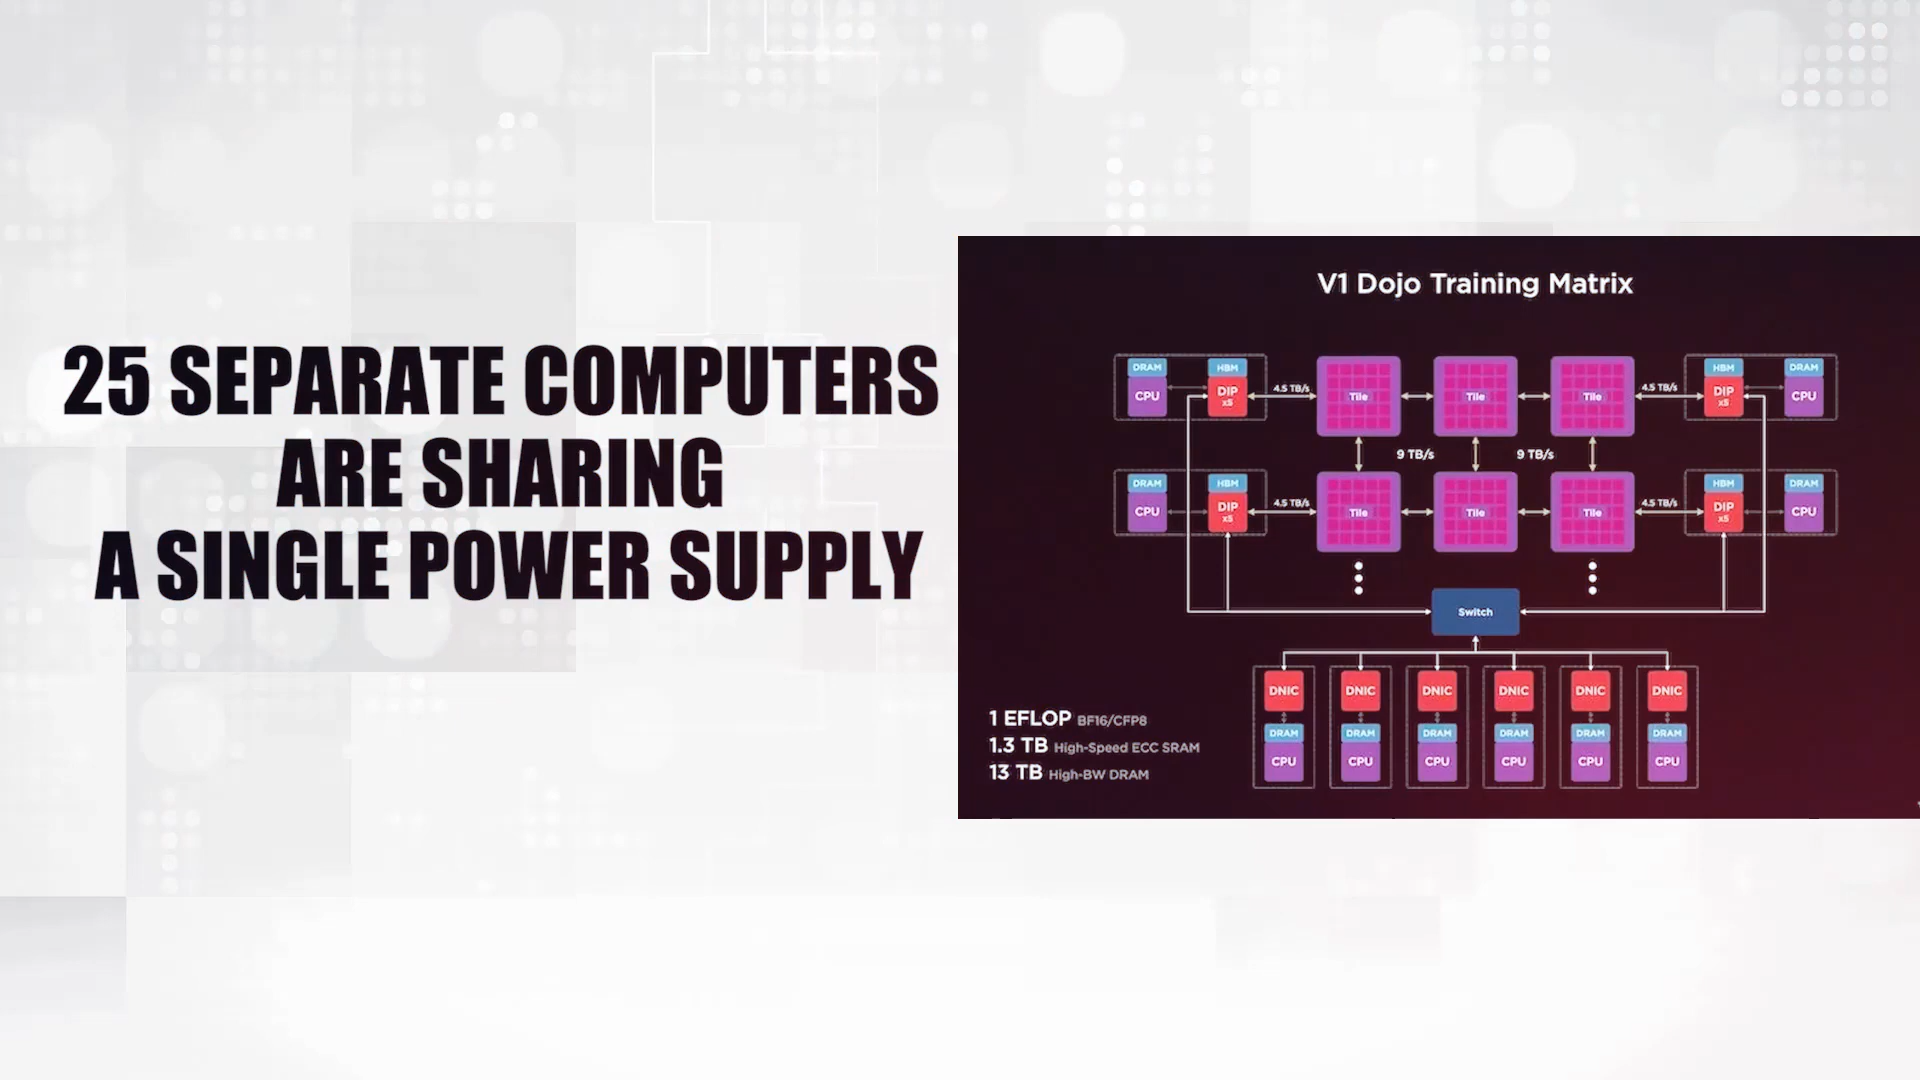 25 SEPARATE COMPUTERS
ARE SHARING
A SINGLE POWER SUPPLY
V1 Dojo Training Matrix
DRAM HBM HBM DRAM
CPU DIP x5 4.5 TB/s Tile Tile Tile 4.5 TB/s DIP x5 CPU
9 TB/s 9 TB/s
DRAM HBM HBM DRAM
CPU DIP x5 4.5 TB/s Tile Tile Tile 4.5 TB/s DIP x5 CPU
Switch
DNIC DNIC DNIC DNIC DNIC DNIC
DRAM DRAM DRAM DRAM DRAM DRAM
CPU CPU CPU CPU CPU CPU
1 EFLOP BF16/CFP8
1.3 TB High-Speed ECC SRAM
13 TB High-BW DRAM